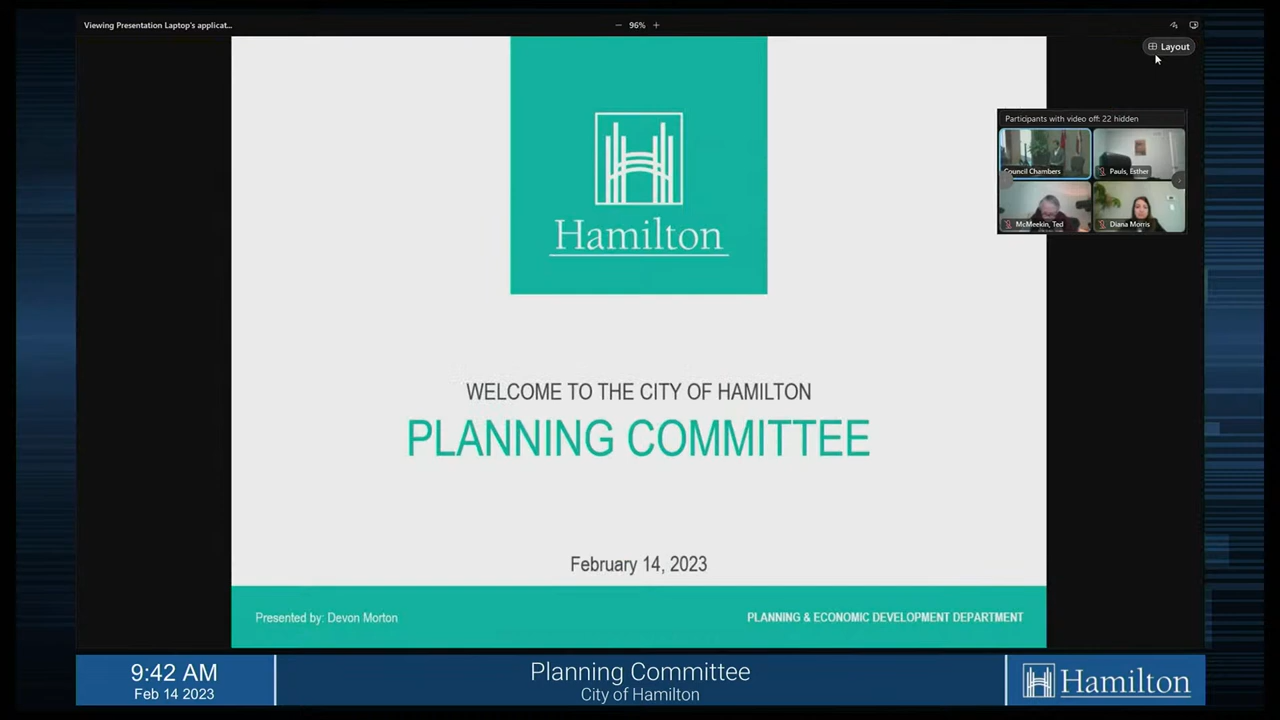 Viewing Presentation Laptop's applicat...
− 96% +
Layout
Participants with video off: 22 hidden
Council Chambers
Pauls, Esther
McMeekin, Ted
Diana Morris
Hamilton
WELCOME TO THE CITY OF HAMILTON
PLANNING COMMITTEE
February 14, 2023
Presented by: Devon Morton
PLANNING & ECONOMIC DEVELOPMENT DEPARTMENT
9:42 AM
Feb 14 2023
Planning Committee
City of Hamilton
Hamilton